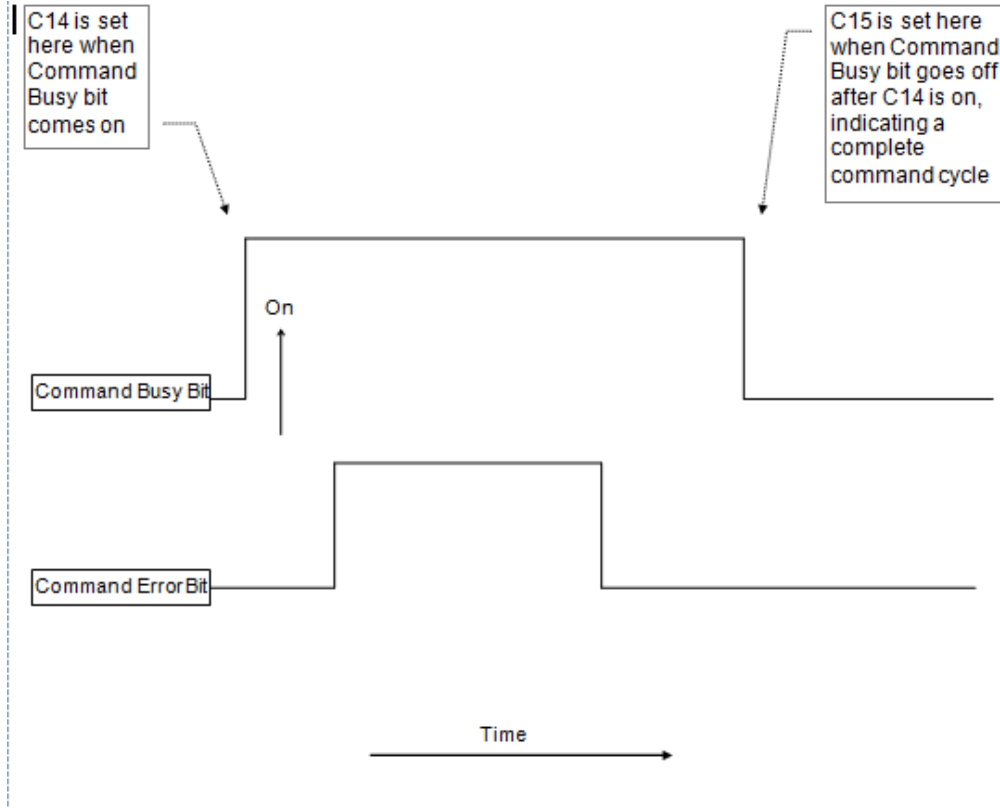 C14 is set
here when
Command
Busy bit
comes on
C15 is set here
when Command
Busy bit goes off
after C14 is on,
indicating a
complete
command cycle
On
Command Busy Bit
Command Error Bit
Time